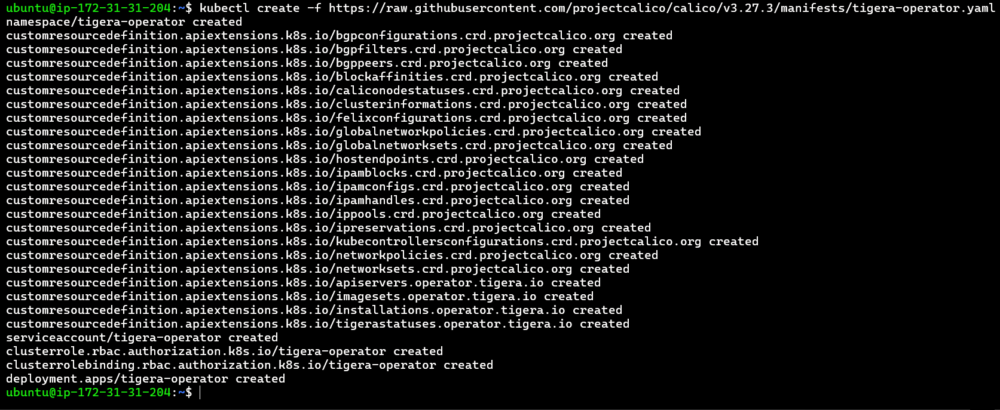 ubuntu@ip-172-31-31-204:~$ kubectl create -f https://raw.githubusercontent.com/projectcalico/calico/v3.27.3/manifests/tigera-operator.yaml
namespace/tigera-operator created
customresourcedefinition.apiextensions.k8s.io/bgpconfigurations.crd.projectcalico.org created
customresourcedefinition.apiextensions.k8s.io/bgpfilters.crd.projectcalico.org created
customresourcedefinition.apiextensions.k8s.io/bgppeers.crd.projectcalico.org created
customresourcedefinition.apiextensions.k8s.io/blockaffinities.crd.projectcalico.org created
customresourcedefinition.apiextensions.k8s.io/caliconodestatuses.crd.projectcalico.org created
customresourcedefinition.apiextensions.k8s.io/clusterinformations.crd.projectcalico.org created
customresourcedefinition.apiextensions.k8s.io/felixconfigurations.crd.projectcalico.org created
customresourcedefinition.apiextensions.k8s.io/globalnetworkpolicies.crd.projectcalico.org created
customresourcedefinition.apiextensions.k8s.io/globalnetworksets.crd.projectcalico.org created
customresourcedefinition.apiextensions.k8s.io/hostendpoints.crd.projectcalico.org created
customresourcedefinition.apiextensions.k8s.io/ipamblocks.crd.projectcalico.org created
customresourcedefinition.apiextensions.k8s.io/ipamconfigs.crd.projectcalico.org created
customresourcedefinition.apiextensions.k8s.io/ipamhandles.crd.projectcalico.org created
customresourcedefinition.apiextensions.k8s.io/ippools.crd.projectcalico.org created
customresourcedefinition.apiextensions.k8s.io/ipreservations.crd.projectcalico.org created
customresourcedefinition.apiextensions.k8s.io/kubecontrollersconfigurations.crd.projectcalico.org created
customresourcedefinition.apiextensions.k8s.io/networkpolicies.crd.projectcalico.org created
customresourcedefinition.apiextensions.k8s.io/networksets.crd.projectcalico.org created
customresourcedefinition.apiextensions.k8s.io/apiservers.operator.tigera.io created
customresourcedefinition.apiextensions.k8s.io/imagesets.operator.tigera.io created
customresourcedefinition.apiextensions.k8s.io/installations.operator.tigera.io created
customresourcedefinition.apiextensions.k8s.io/tigerastatuses.operator.tigera.io created
serviceaccount/tigera-operator created
clusterrole.rbac.authorization.k8s.io/tigera-operator created
clusterrolebinding.rbac.authorization.k8s.io/tigera-operator created
deployment.apps/tigera-operator created
ubuntu@ip-172-31-31-204:~$